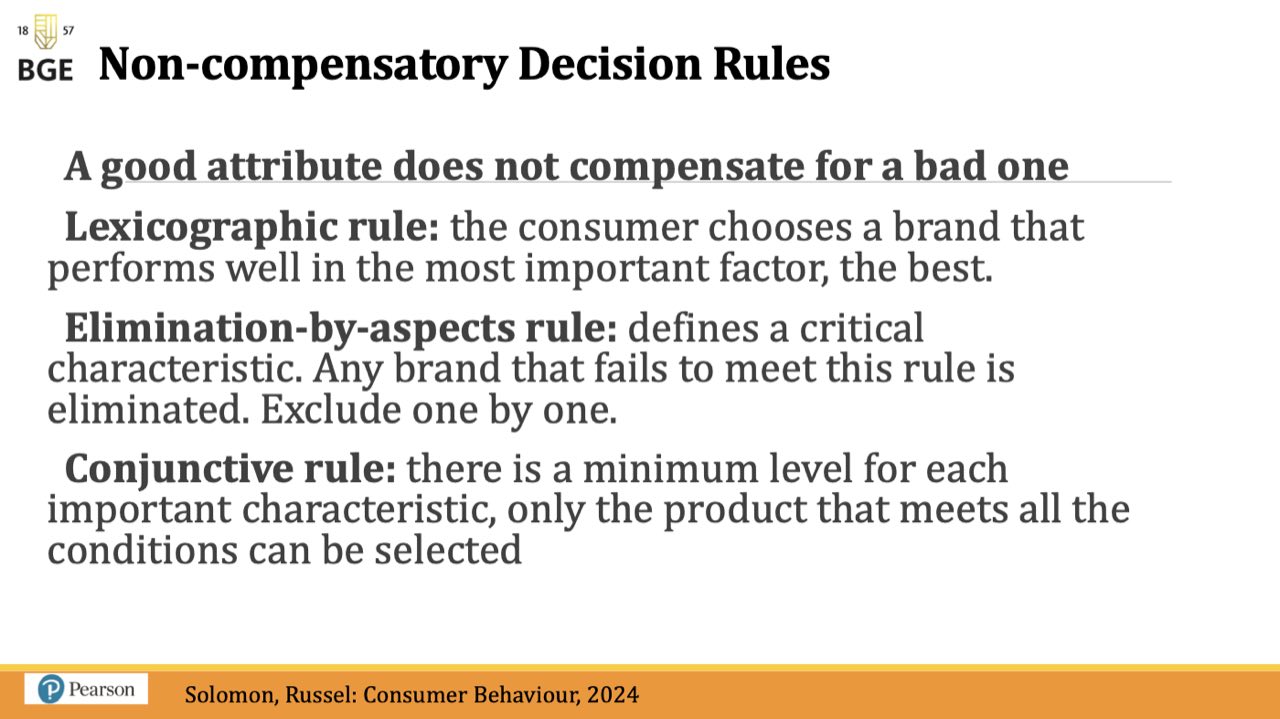 18 57
BGE
Non-compensatory Decision Rules
A good attribute does not compensate for a bad one
Lexicographic rule: the consumer chooses a brand that
performs well in the most important factor, the best.
Elimination-by-aspects rule: defines a critical
characteristic. Any brand that fails to meet this rule is
eliminated. Exclude one by one.
Conjunctive rule: there is a minimum level for each
important characteristic, only the product that meets all the
conditions can be selected
Pearson
Solomon, Russel: Consumer Behaviour, 2024